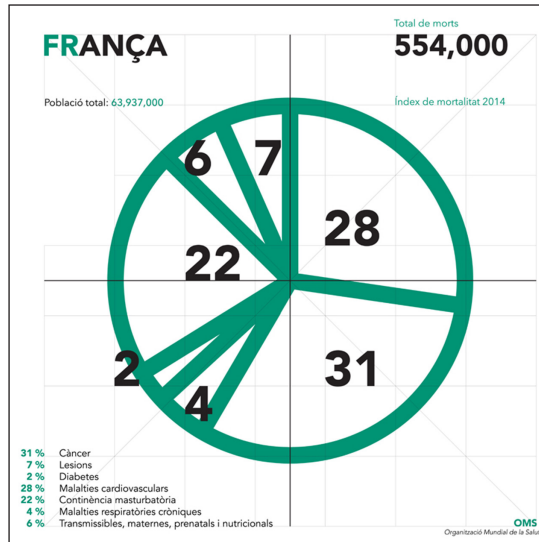 FRANÇA
Total de morts
554,000
Població total: 63,937,000
Índex de mortalitat 2014
6
7
28
22
2
4
31
31 % Càncer
7 % Lesions
2 % Diabetes
28 % Malalties cardiovasculars
22 % Continència masturbatòria
4 % Malalties respiratòries cròniques
6 % Transmissibles, maternes, prenatals i nutricionals
OMS
Organització Mundial de la Salut